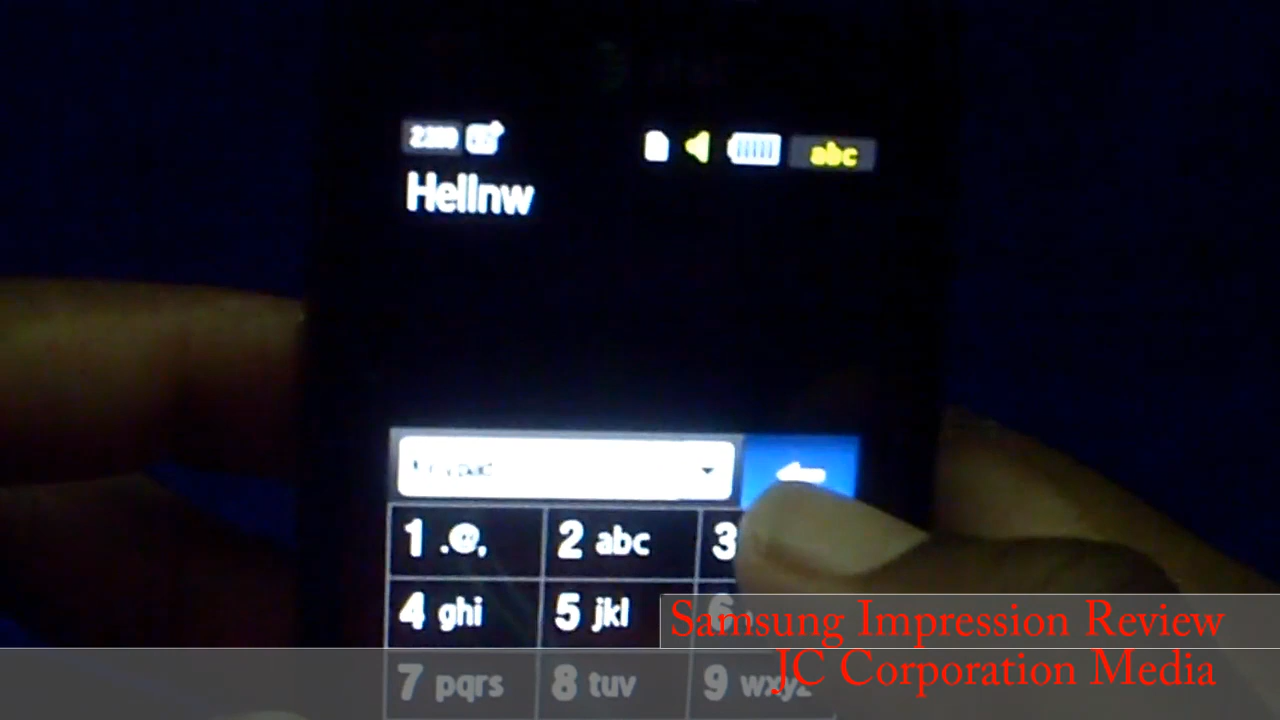 abc
Hellnw
1 .@,
2 abc
3
4 ghi
5 jkl
6
7 pqrs
8 tuv
9 wxyz
Samsung Impression Review
JC Corporation Media